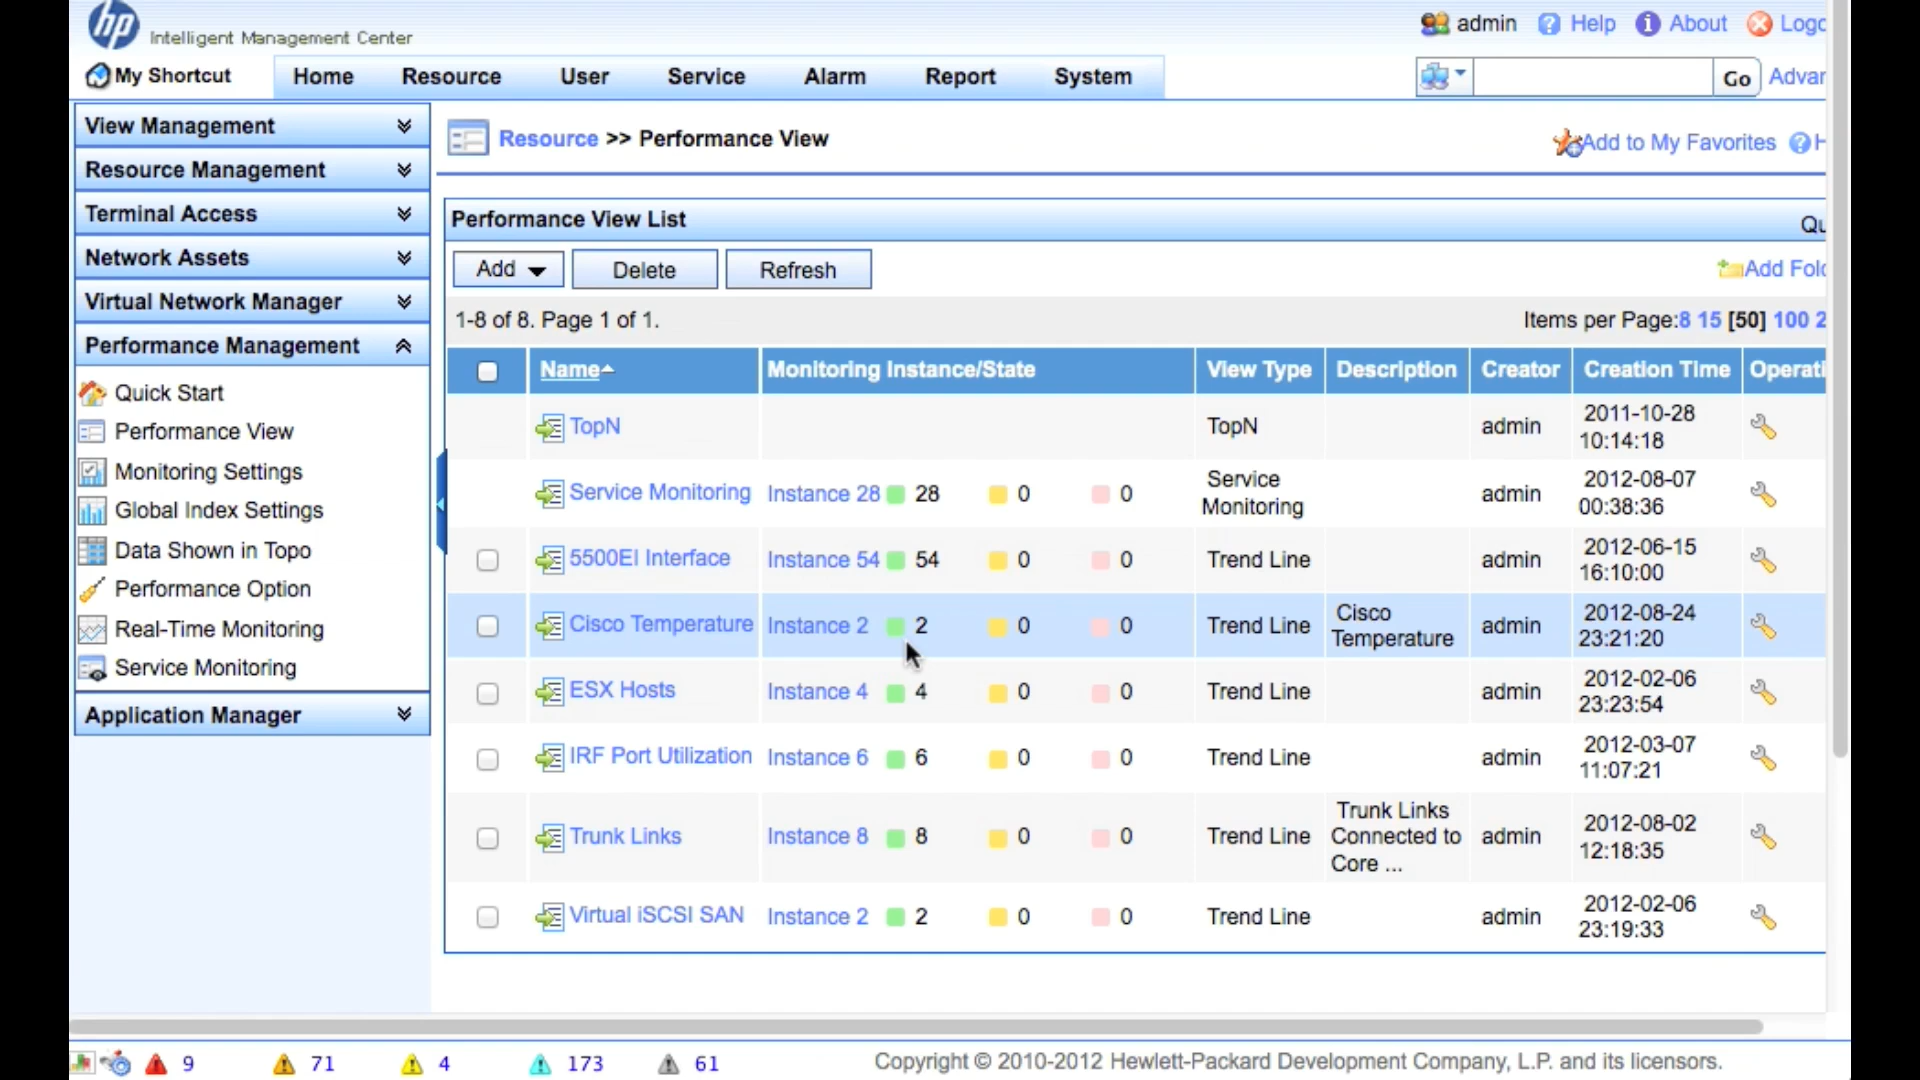 hp
Intelligent Management Center
admin Help About Logo
My Shortcut Home Resource User Service Alarm Report System Go Advan
View Management
Resource Management
Terminal Access
Network Assets
Virtual Network Manager
Performance Management
Quick Start
Performance View
Monitoring Settings
Global Index Settings
Data Shown in Topo
Performance Option
Real-Time Monitoring
Service Monitoring
Application Manager
Resource >> Performance View
Add to My Favorites H
Performance View List
Add Delete Refresh
Add Fol
1-8 of 8. Page 1 of 1.
Items per Page:8 15 [50] 100 2
Name Monitoring Instance/State View Type Description Creator Creation Time Operati
TopN TopN admin 2011-10-28
10:14:18
Service Monitoring Instance 28 28 0 0 Service
Monitoring admin 2012-08-07
00:38:36
5500EI Interface Instance 54 54 0 0 Trend Line admin 2012-06-15
16:10:00
Cisco Temperature Instance 2 2 0 0 Trend Line Cisco
Temperature admin 2012-08-24
23:21:20
ESX Hosts Instance 4 4 0 0 Trend Line admin 2012-02-06
23:23:54
IRF Port Utilization Instance 6 6 0 0 Trend Line admin 2012-03-07
11:07:21
Trunk Links Instance 8 8 0 0 Trend Line Trunk Links
Connected to
Core ... admin 2012-08-02
12:18:35
Virtual iSCSI SAN Instance 2 2 0 0 Trend Line admin 2012-02-06
23:19:33
9 71 4 173 61
Copyright © 2010-2012 Hewlett-Packard Development Company, L.P. and its licensors.